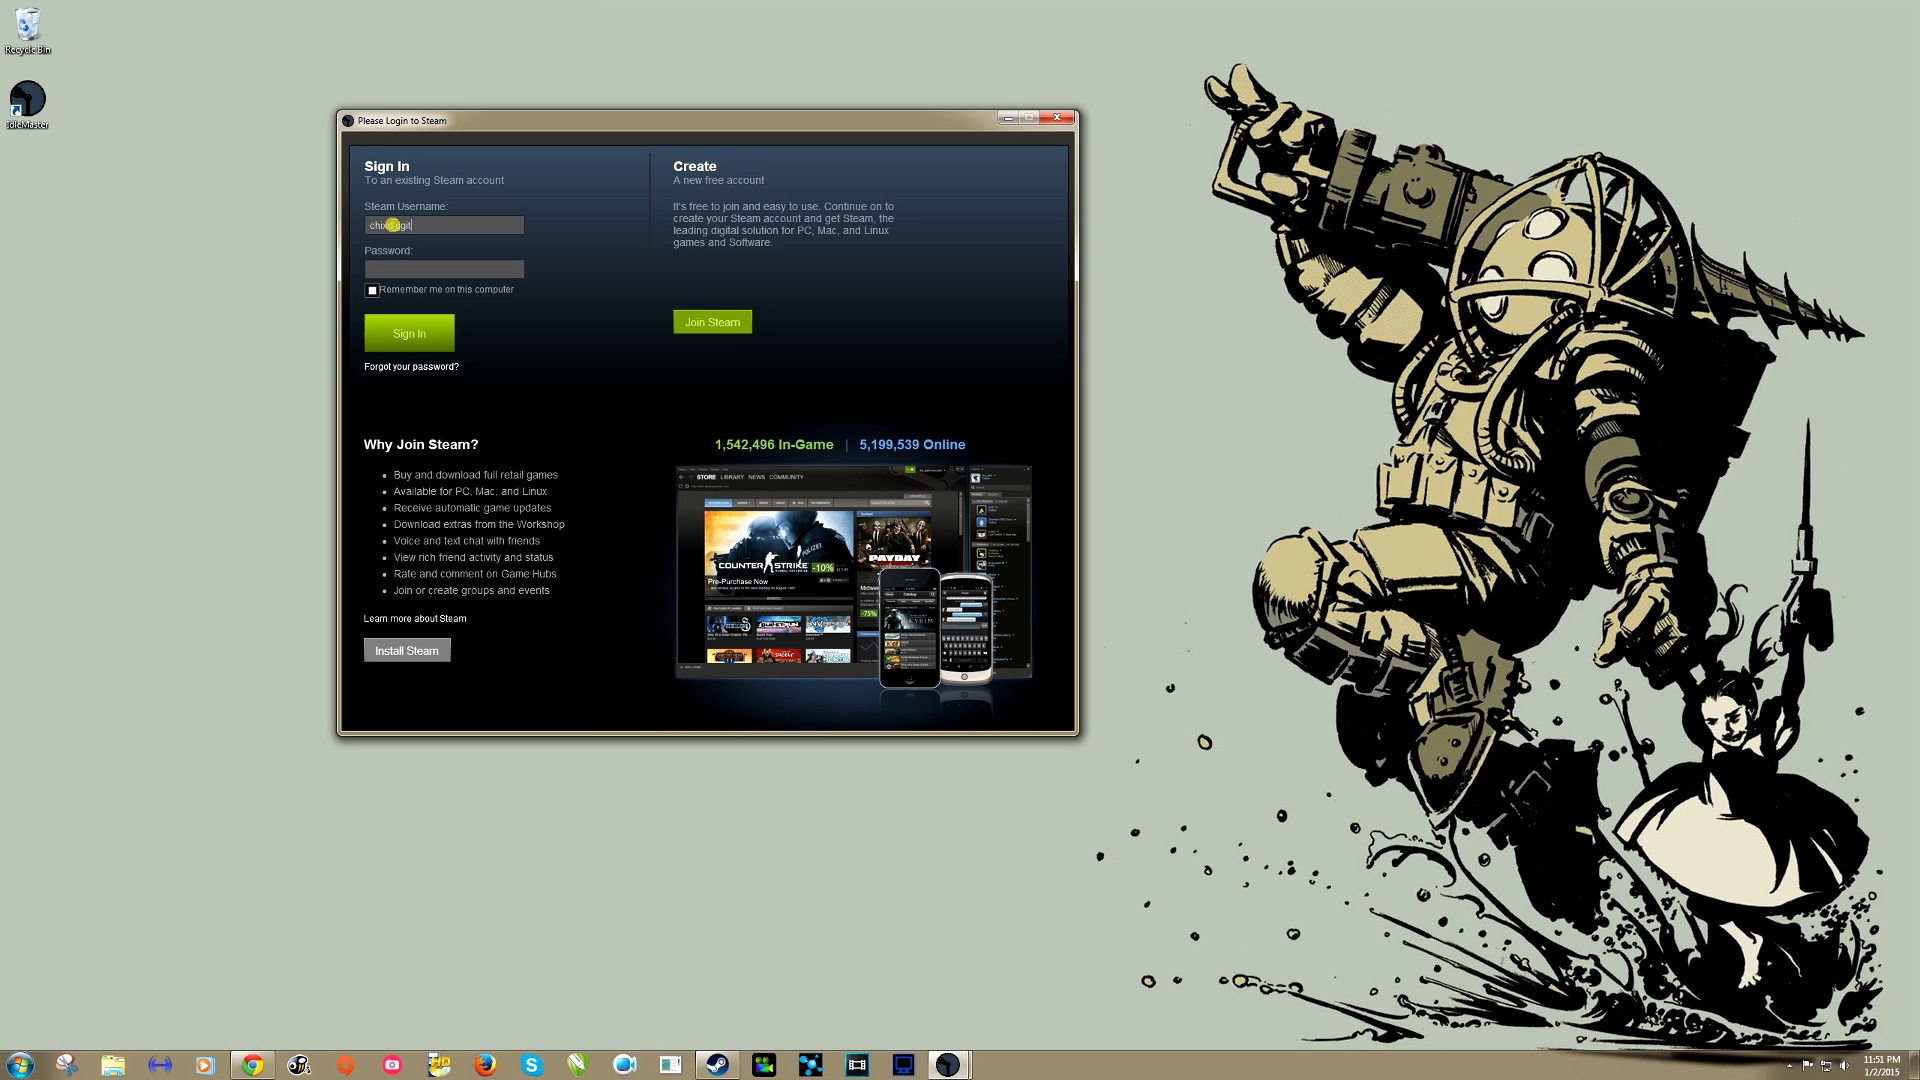 Recycle Bin
IdleMaster
Please Login to Steam
Sign In
To an existing Steam account
Steam Username:
Password:
Remember me on this computer
Sign In
Forgot your password?
Create
A new free account
It's free to join and easy to use. Continue on to
create your Steam account and get Steam, the
leading digital solution for PC, Mac, and Linux
games and Software.
Join Steam
Why Join Steam?
Buy and download full retail games
Available for PC, Mac, and Linux
Receive automatic game updates
Download extras from the Workshop
Voice and text chat with friends
View rich friend activity and status
Rate and comment on Game Hubs
Join or create groups and events
Learn more about Steam
Install Steam
1,542,496 In-Game | 5,199,539 Online
STORE LIBRARY NEWS COMMUNITY
COUNTER STRIKE
-10%
Pre-Purchase Now
PAYDAY
-75%
SKYRIM
11:51 PM
1/2/2015